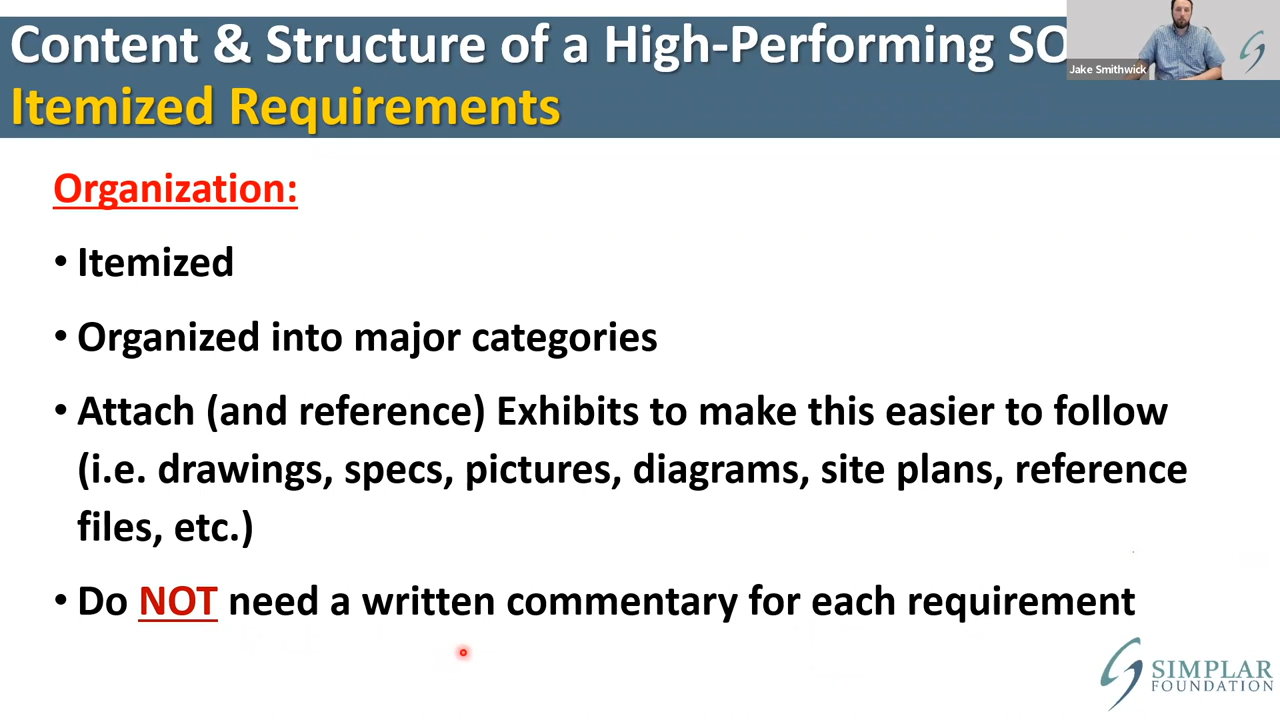 Content & Structure of a High-Performing SO
Jake Smithwick
Itemized Requirements
Organization:
• Itemized
• Organized into major categories
• Attach (and reference) Exhibits to make this easier to follow
(i.e. drawings, specs, pictures, diagrams, site plans, reference
files, etc.)
• Do NOT need a written commentary for each requirement
SIMPLAR
FOUNDATION